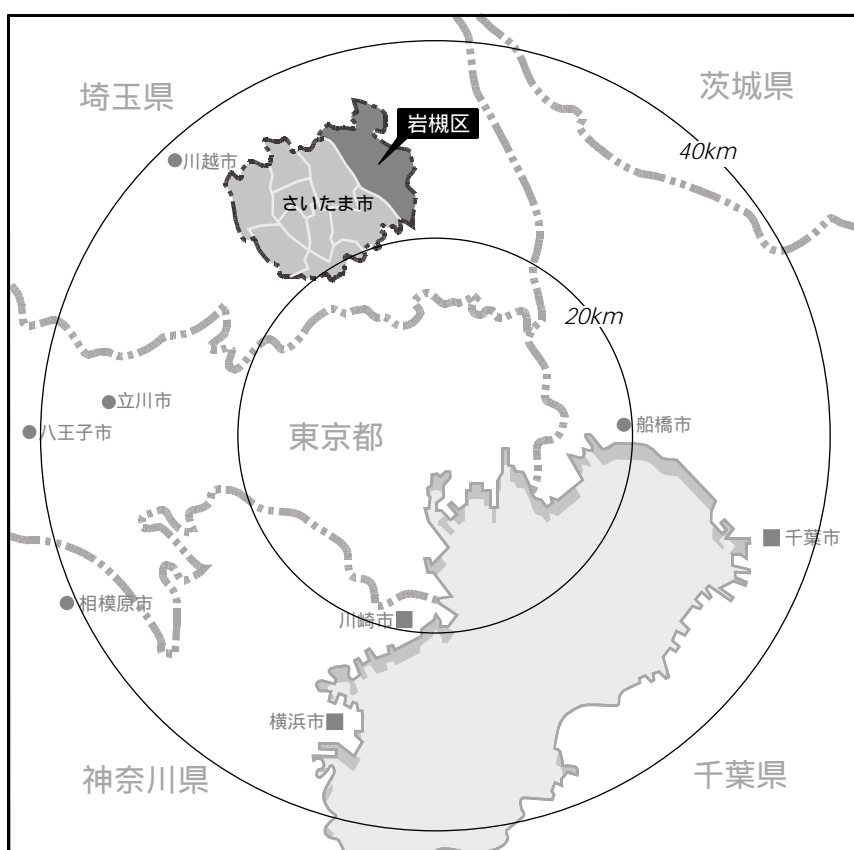 埼玉県
茨城県
岩槻区
40km
川越市
さいたま市
20km
立川市
八王子市
東京都
船橋市
千葉市
相模原市
川崎市
横浜市
神奈川県
千葉県